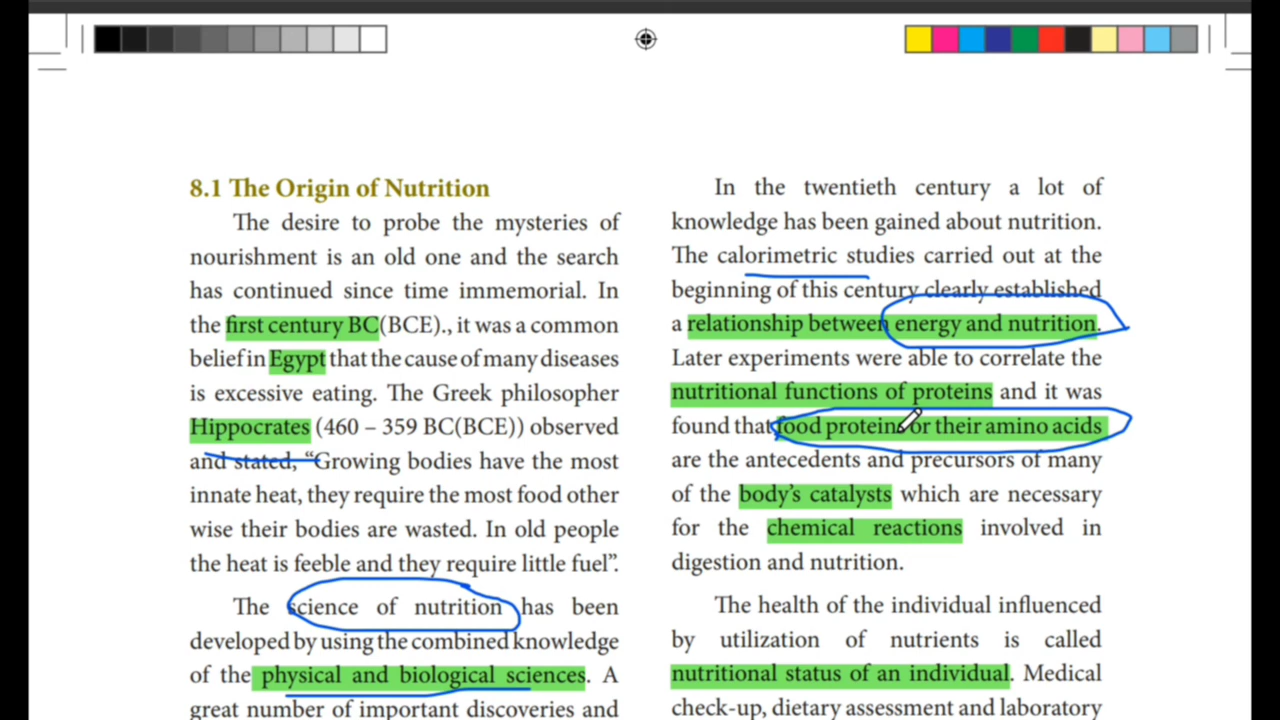 8.1 The Origin of Nutrition
The desire to probe the mysteries of
nourishment is an old one and the search
has continued since time immemorial. In
the first century BC(BCE)., it was a common
belief in Egypt that the cause of many diseases
is excessive eating. The Greek philosopher
Hippocrates (460 – 359 BC(BCE)) observed
and stated, “Growing bodies have the most
innate heat, they require the most food other
wise their bodies are wasted. In old people
the heat is feeble and they require little fuel”.
The science of nutrition has been
developed by using the combined knowledge
of the physical and biological sciences. A
great number of important discoveries and
In the twentieth century a lot of
knowledge has been gained about nutrition.
The calorimetric studies carried out at the
beginning of this century clearly established
a relationship between energy and nutrition.
Later experiments were able to correlate the
nutritional functions of proteins and it was
found that food proteins or their amino acids
are the antecedents and precursors of many
of the body’s catalysts which are necessary
for the chemical reactions involved in
digestion and nutrition.
The health of the individual influenced
by utilization of nutrients is called
nutritional status of an individual. Medical
check-up, dietary assessment and laboratory